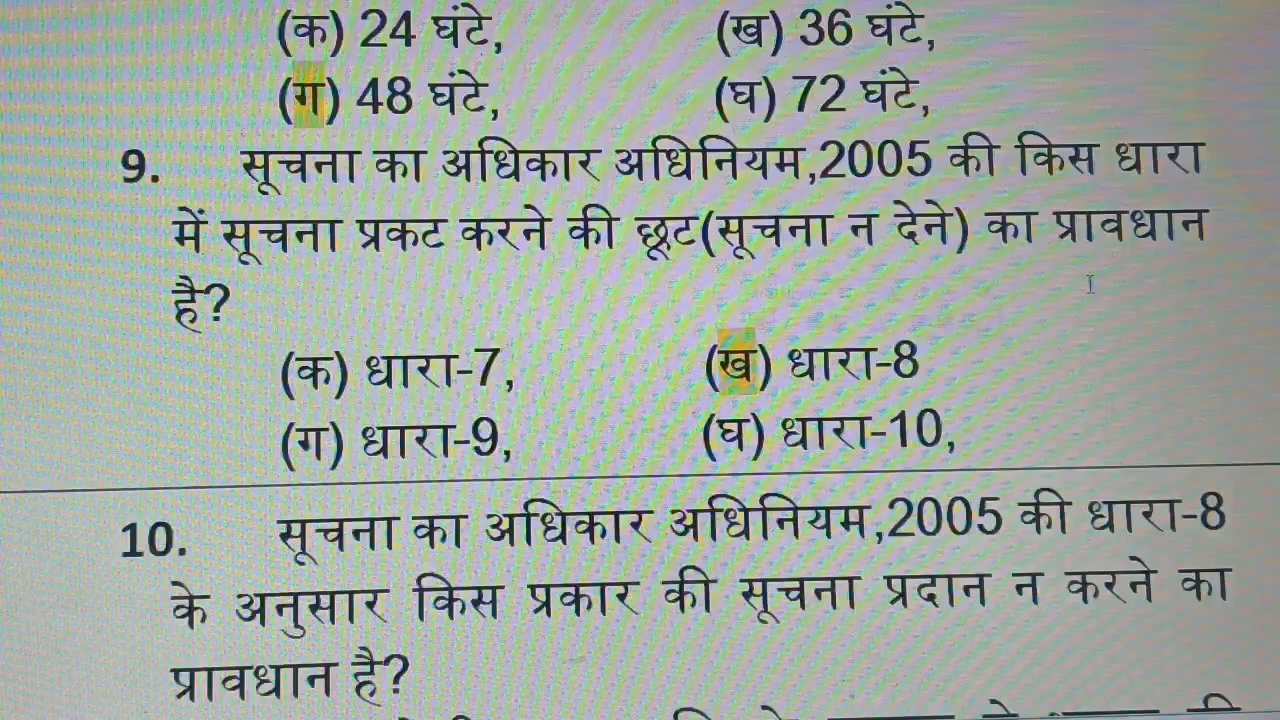 (क) 24 घंटे, (ख) 36 घंटे,
(ग) 48 घंटे, (घ) 72 घंटे,
9. सूचना का अधिकार अधिनियम,2005 की किस धारा
में सूचना प्रकट करने की छूट(सूचना न देने) का प्रावधान
है?
(क) धारा-7, (ख) धारा-8
(ग) धारा-9, (घ) धारा-10,
10. सूचना का अधिकार अधिनियम,2005 की धारा-8
के अनुसार किस प्रकार की सूचना प्रदान न करने का
प्रावधान है?